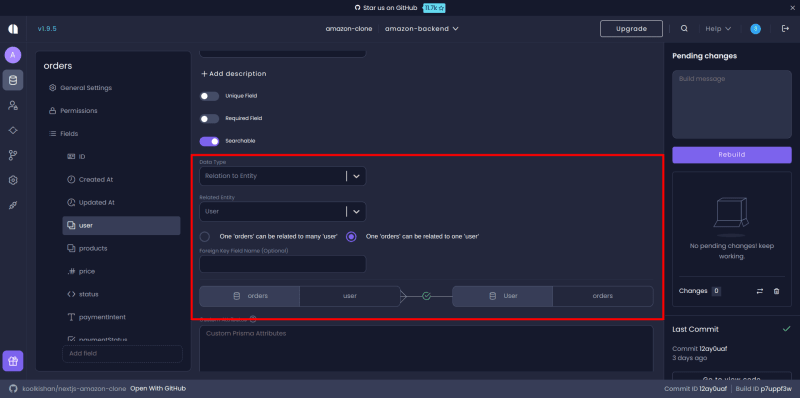 Star us on GitHub 11.7k
v1.9.5 amazon-clone amazon-backend Upgrade Help
A
orders
General Settings
Permissions
Fields
ID
Created At
Updated At
user
products
price
status
paymentIntent
paymentStatus
Add field
Add description
Unique Field
Required Field
Searchable
Data Type
Relation to Entity
Related Entity
User
One 'orders' can be related to many 'user' One 'orders' can be related to one 'user'
Foreign Key Field Name (Optional)
orders user User orders
Custom Prisma Attributes
Pending changes
Build message
Rebuild
No pending changes! keep
working.
Changes 0
Last Commit
Commit 12ay0uaf
3 days ago
Go to view code
koolkishan/nextjs-amazon-clone Open With GitHub Commit ID 12ay0uaf Build ID p7uppf3w